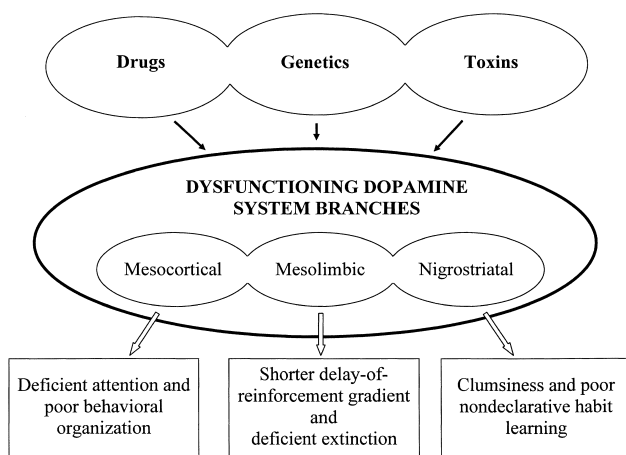 Drugs Genetics Toxins
DYSFUNCTIONING DOPAMINE
SYSTEM BRANCHES
Mesocortical Mesolimbic Nigrostriatal
Deficient attention and
poor behavioral
organization
Shorter delay-of-
reinforcement gradient
and
deficient extinction
Clumsiness and poor
nondeclarative habit
learning